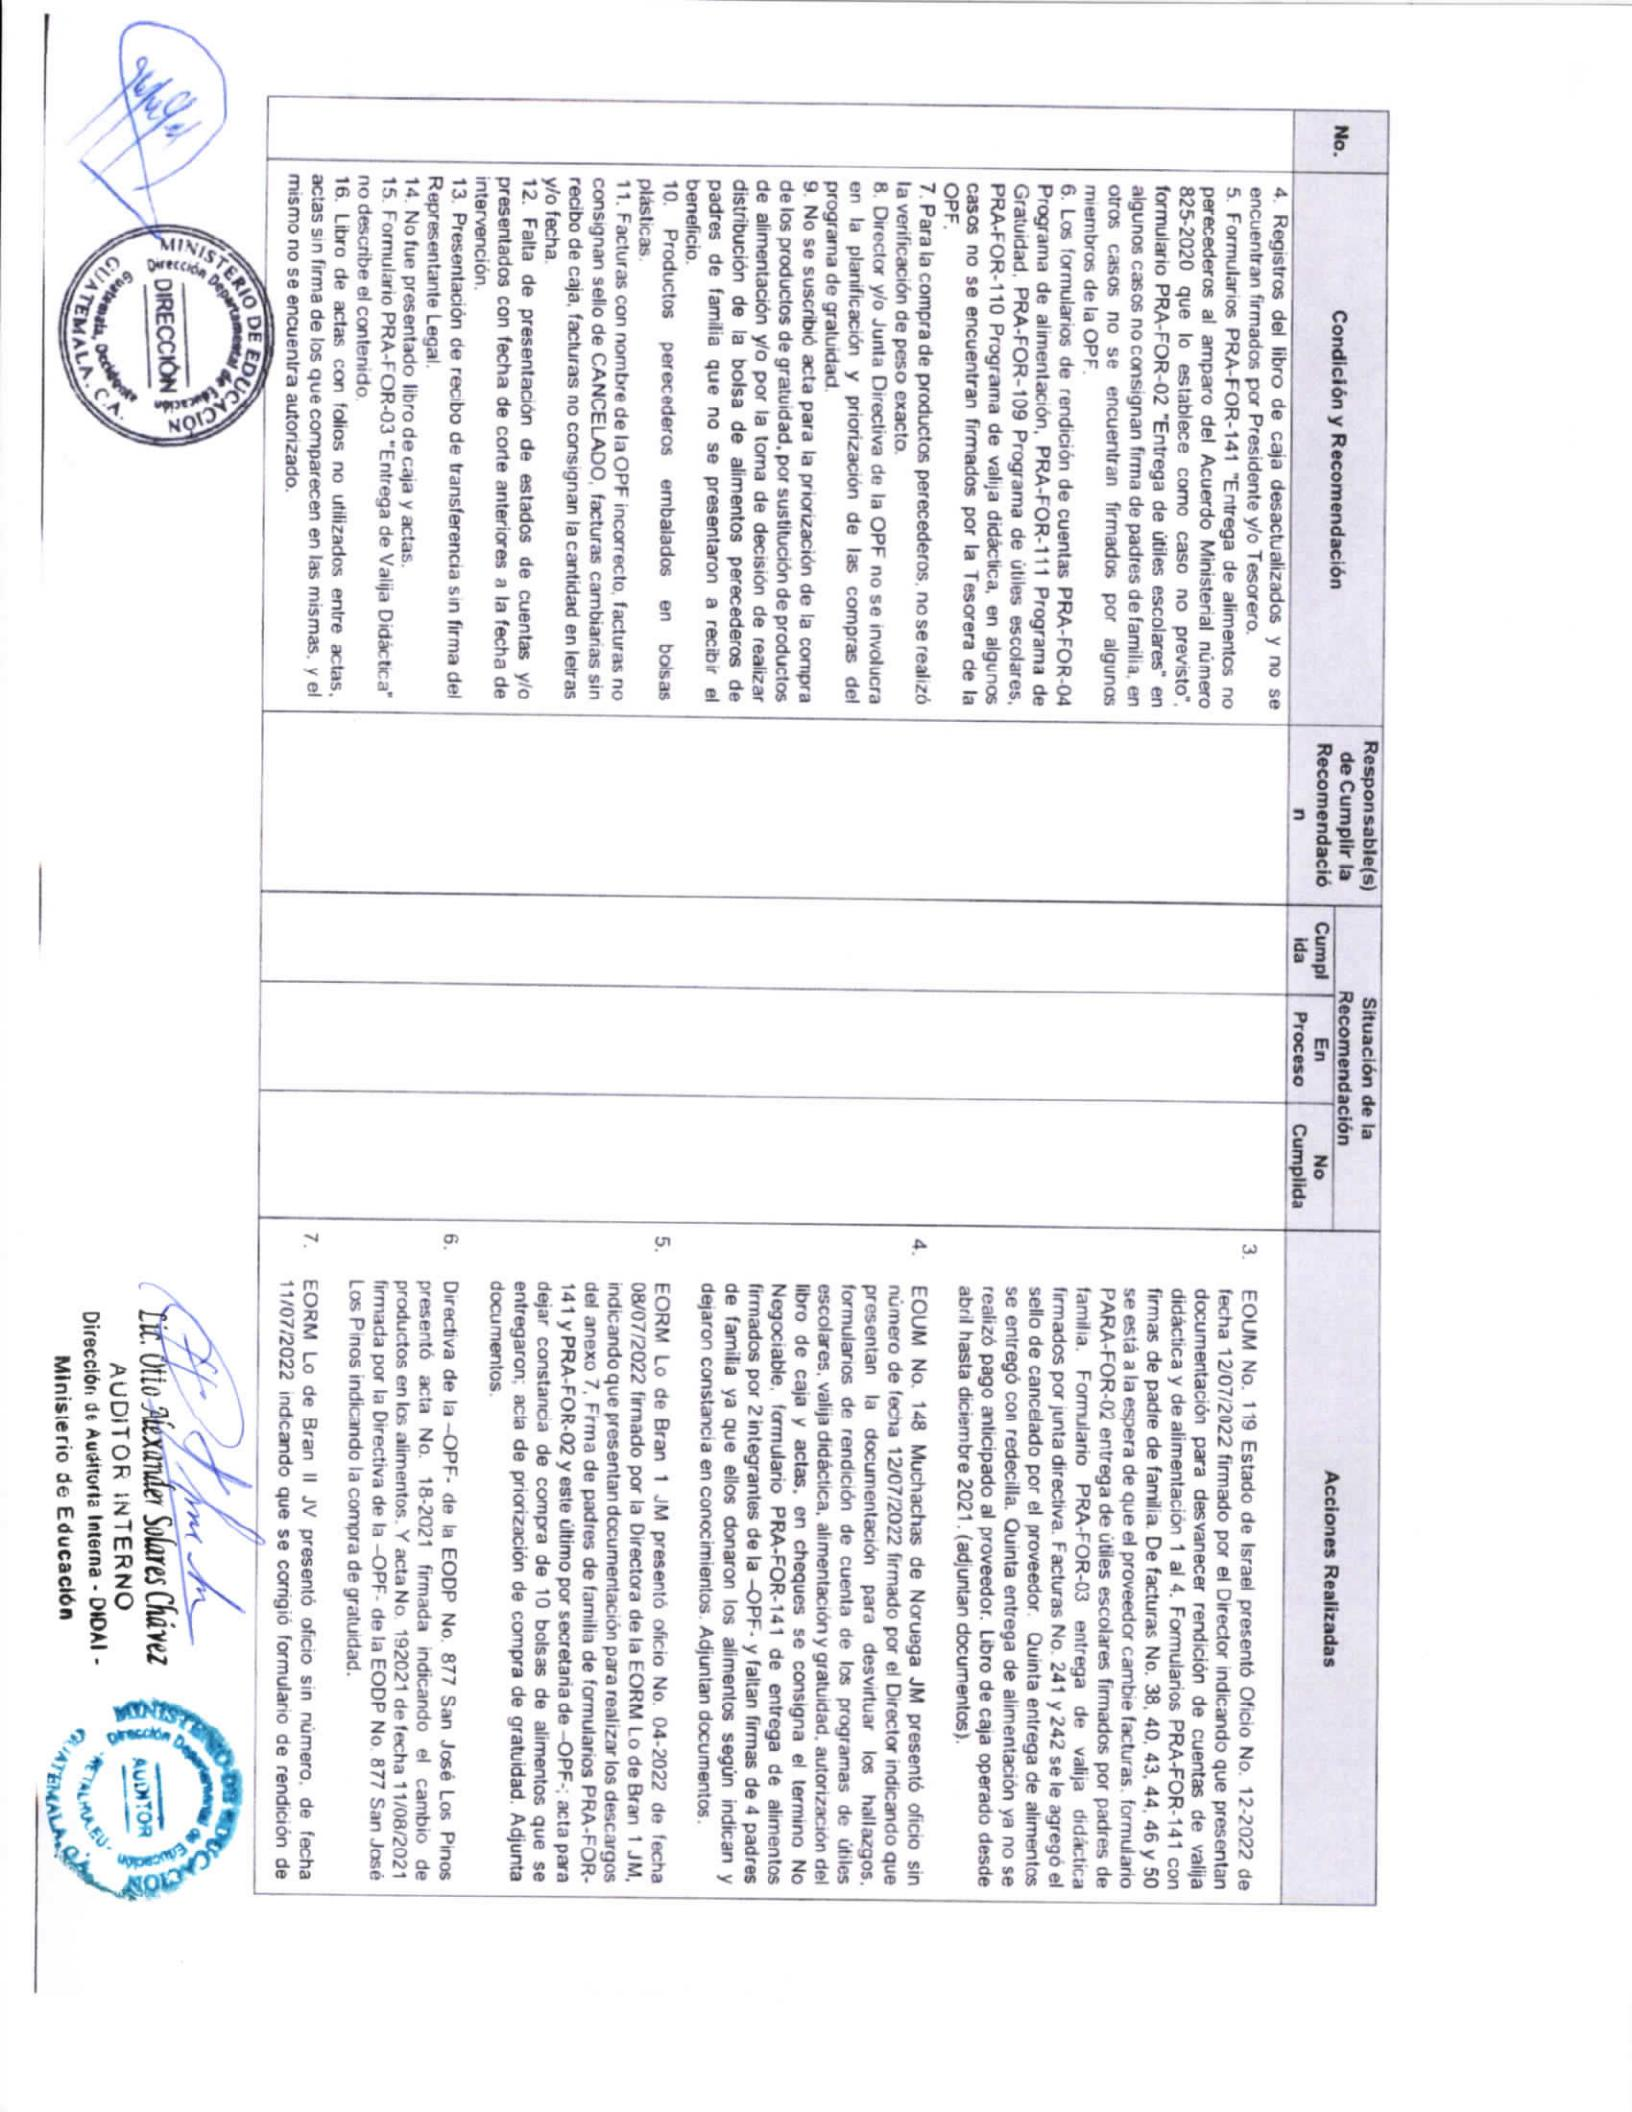 No.
Condición y Recomendación
Responsable(s)
de Cumplir la
Recomendació
n
Situación de la
Recomendación
Cumpl
ida
En
Proceso
No
Cumplida
Acciones Realizadas
4. Registros del libro de caja desactualizados y no se
encuentran firmados por Presidente y/o Tesorero.
5. Formularios PRA-FOR-141 "Entrega de alimentos no
perecederos al amparo del Acuerdo Ministerial número
825-2020 que lo establece como caso no previsto",
formulario PRA-FOR-02 "Entrega de útiles escolares" en
algunos casos no consignan firma de padres de familia, en
otros casos no se encuentran firmados por algunos
miembros de la OPF.
6. Los formularios de rendición de cuentas PRA-FOR-04
Programa de alimentación, PRA-FOR-111 Programa de
Gratuidad, PRA-FOR-109 Programa de útiles escolares,
PRA-FOR-110 Programa de valija didáctica, en algunos
casos no se encuentran firmados por la Tesorera de la
OPF.
7. Para la compra de productos perecederos, no se realizó
la verificación de peso exacto.
8. Director y/o Junta Directiva de la OPF no se involucra
en la planificación y priorización de las compras del
programa de gratuidad.
9. No se suscribió acta para la priorización de la compra
de los productos de gratuidad, por sustitución de productos
de alimentación y/o por la toma de decisión de realizar
distribución de la bolsa de alimentos perecederos de
padres de familia que no se presentaron a recibir el
beneficio.
10. Productos perecederos embalados en bolsas
plásticas.
11. Facturas con nombre de la OPF incorrecto, facturas no
consignan sello de CANCELADO, facturas cambiarias sin
recibo de caja, facturas no consignan la cantidad en letras
y/o fecha.
12. Falta de presentación de estados de cuentas y/o
presentados con fecha de corte anteriores a la fecha de
intervención.
13. Presentación de recibo de transferencia sin firma del
Representante Legal.
14. No fue presentado libro de caja y actas.
15. Formulario PRA-FOR-03 "Entrega de Valija Didáctica"
no describe el contenido.
16. Libro de actas con folios no utilizados entre actas,
actas sin firma de los que comparecen en las mismas, y el
mismo no se encuentra autorizado.
3. EOUM No. 119 Estado de Israel presentó Oficio No. 12-2022 de
fecha 12/07/2022 firmado por el Director indicando que presentan
documentación para desvanecer rendición de cuentas de valija
didáctica y de alimentación 1 al 4. Formularios PRA-FOR-141 con
firmas de padre de familia. De facturas No. 38, 40, 43, 44, 46 y 50
se está a la espera de que el proveedor cambie facturas, formulario
PARA-FOR-02 entrega de útiles escolares firmados por padres de
familia. Formulario PRA-FOR-03 entrega de valija didáctica
firmados por junta directiva. Facturas No. 241 y 242 se le agregó el
sello de cancelado por el proveedor. Quinta entrega de alimentos
se entregó con redecilla. Quinta entrega de alimentación ya no se
realizó pago anticipado al proveedor. Libro de caja operado desde
abril hasta diciembre 2021. (adjuntan documentos).
4. EOUM No. 148 Muchachas de Noruega JM presentó oficio sin
número de fecha 12/07/2022 firmado por el Director indicando que
presentan la documentación para desvirtuar los hallazgos,
formularios de rendición de cuenta de los programas de útiles
escolares, valija didáctica, alimentación y gratuidad, autorización del
libro de caja y actas, en cheques se consigna el termino No
Negociable, formulario PRA-FOR-141 de entrega de alimentos
firmados por 2 integrantes de la –OPF- y faltan firmas de 4 padres
de familia ya que ellos donaron los alimentos según indican y
dejaron constancia en conocimientos. Adjuntan documentos.
5. EORM Lo de Bran 1 JM presentó oficio No. 04-2022 de fecha
08/07/2022 firmado por la Directora de la EORM Lo de Bran 1 JM,
indicando que presentan documentación para realizar los descargos
del anexo 7, Firma de padres de familia de formularios PRA-FOR-
141 y PRA-FOR-02 y este último por secretaria de –OPF-; acta para
dejar constancia de compra de 10 bolsas de alimentos que se
entregaron; acta de priorización de compra de gratuidad. Adjunta
documentos.
6. Directiva de la –OPF- de la EODP No. 877 San José Los Pinos
presentó acta No. 18-2021 firmada indicando el cambio de
productos en los alimentos. Y acta No. 192021 de fecha 11/08/2021
firmada por la Directiva de la –OPF- de la EODP No. 877 San José
Los Pinos indicando la compra de gratuidad.
7. EORM Lo de Bran II JV presentó oficio sin número, de fecha
11/07/2022 indicando que se corrigió formulario de rendición de
MINISTERIO DE EDUCACIÓN
Dirección Departamental de Educación
DIRECCIÓN
Guatemala, Occidente
GUATEMALA, C.A.
Lic. Otto Alexander Solares Chávez
AUDITOR INTERNO
Dirección de Auditoría Interna - DIDAI -
Ministerio de Educación
MINISTERIO DE EDUCACIÓN
Dirección Departamental de Educación
AUDITOR
GUATEMALA, C.A.